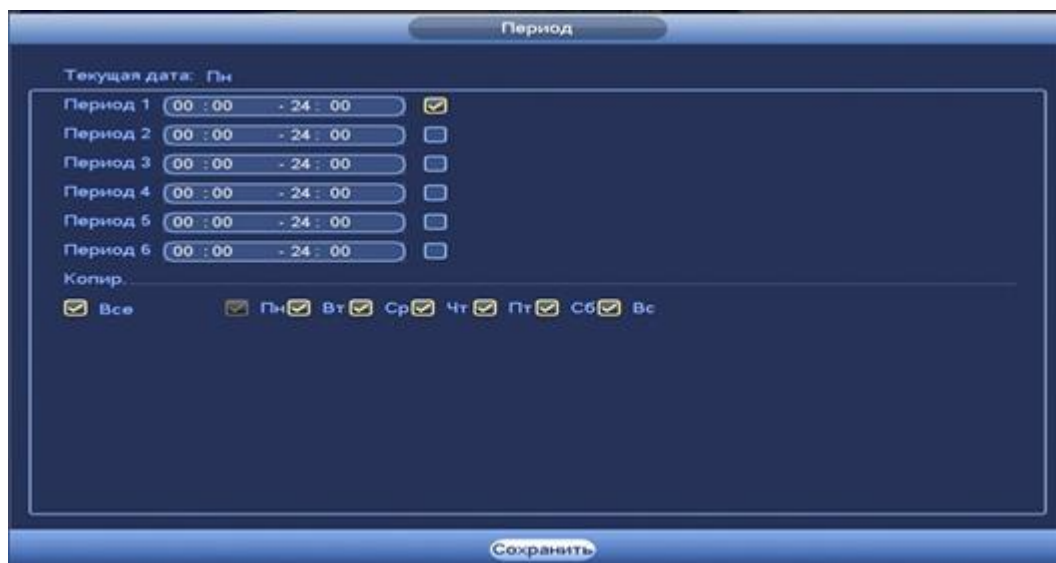 Период
Текущая дата: Пн
Период 1 00 : 00 - 24 : 00
Период 2 00 : 00 - 24 : 00
Период 3 00 : 00 - 24 : 00
Период 4 00 : 00 - 24 : 00
Период 5 00 : 00 - 24 : 00
Период 6 00 : 00 - 24 : 00
Копир.
Все Пн Вт Ср Чт Пт Сб Вс
Сохранить